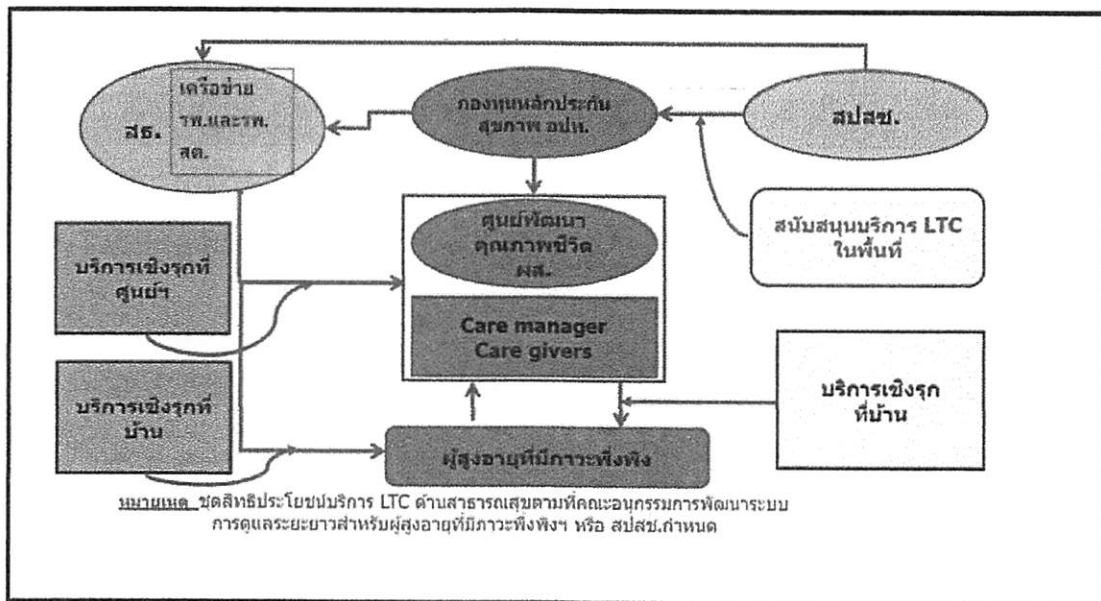 สธ.
เครือข่าย
รพ.และรพ.
สต.
กองทุนหลักประกัน
สุขภาพ อปท.
สปสช.
สนับสนุนบริการ LTC
ในพื้นที่
ศูนย์พัฒนา
คุณภาพชีวิต
ผส.
บริการเชิงรุกที่
ศูนย์ฯ
Care manager
Care givers
บริการเชิงรุกที่
บ้าน
บริการเชิงรุก
ที่บ้าน
ผู้สูงอายุที่มีภาวะพึ่งพิง
หมายเหตุ ชุดสิทธิประโยชน์บริการ LTC ด้านสาธารณสุขตามที่คณะอนุกรรมการพัฒนาระบบ
การดูแลระยะยาวสำหรับผู้สูงอายุที่มีภาวะพึ่งพิงฯ หรือ สปสช.กำหนด